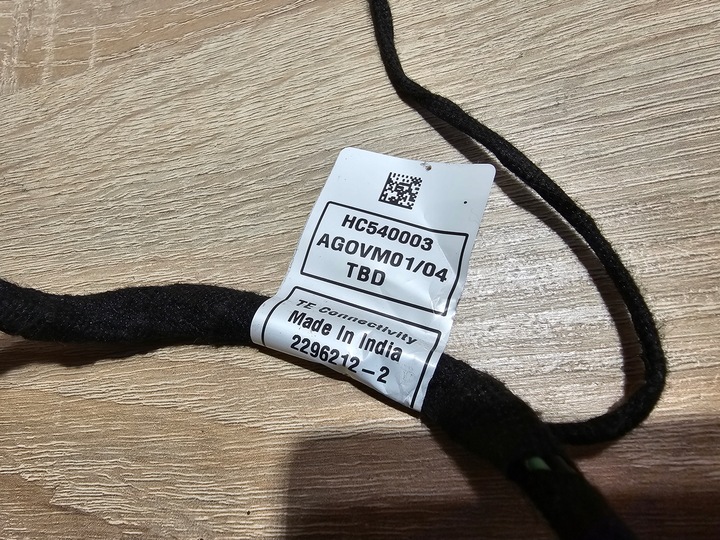 HC540003
AGOVM01/04
TBD
TE Connectivity
Made In India
2296212-2